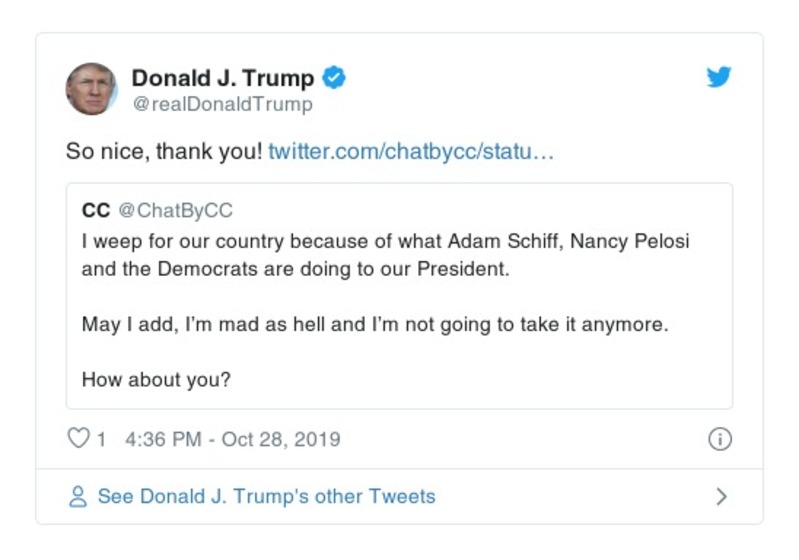 Donald J. Trump
@realDonaldTrump
So nice, thank you! twitter.com/chatbycc/statu…
CC @ChatByCC
I weep for our country because of what Adam Schiff, Nancy Pelosi
and the Democrats are doing to our President.
May I add, I’m mad as hell and I’m not going to take it anymore.
How about you?
1 4:36 PM - Oct 28, 2019
See Donald J. Trump's other Tweets